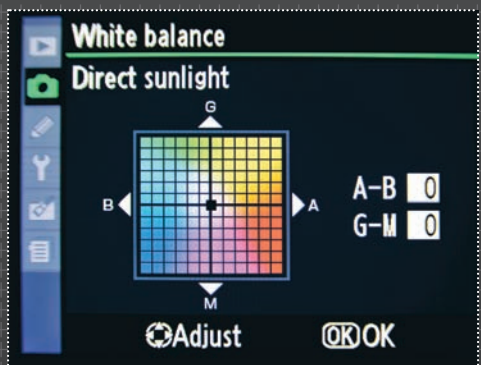 White balance
Direct sunlight
G
B
A
M
A-B 0
G-M 0
Adjust
OK OK